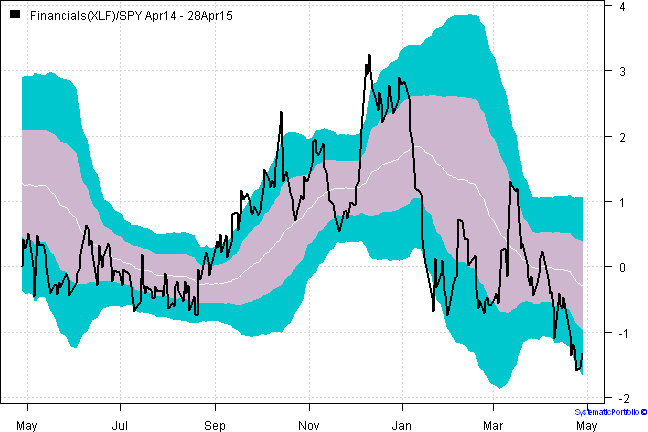 Financials(XLF)/SPY Apr14 - 28Apr15
4
3
2
1
0
-1
-2
May Jul Sep Nov Jan Mar May
SystematicPortfolio ©